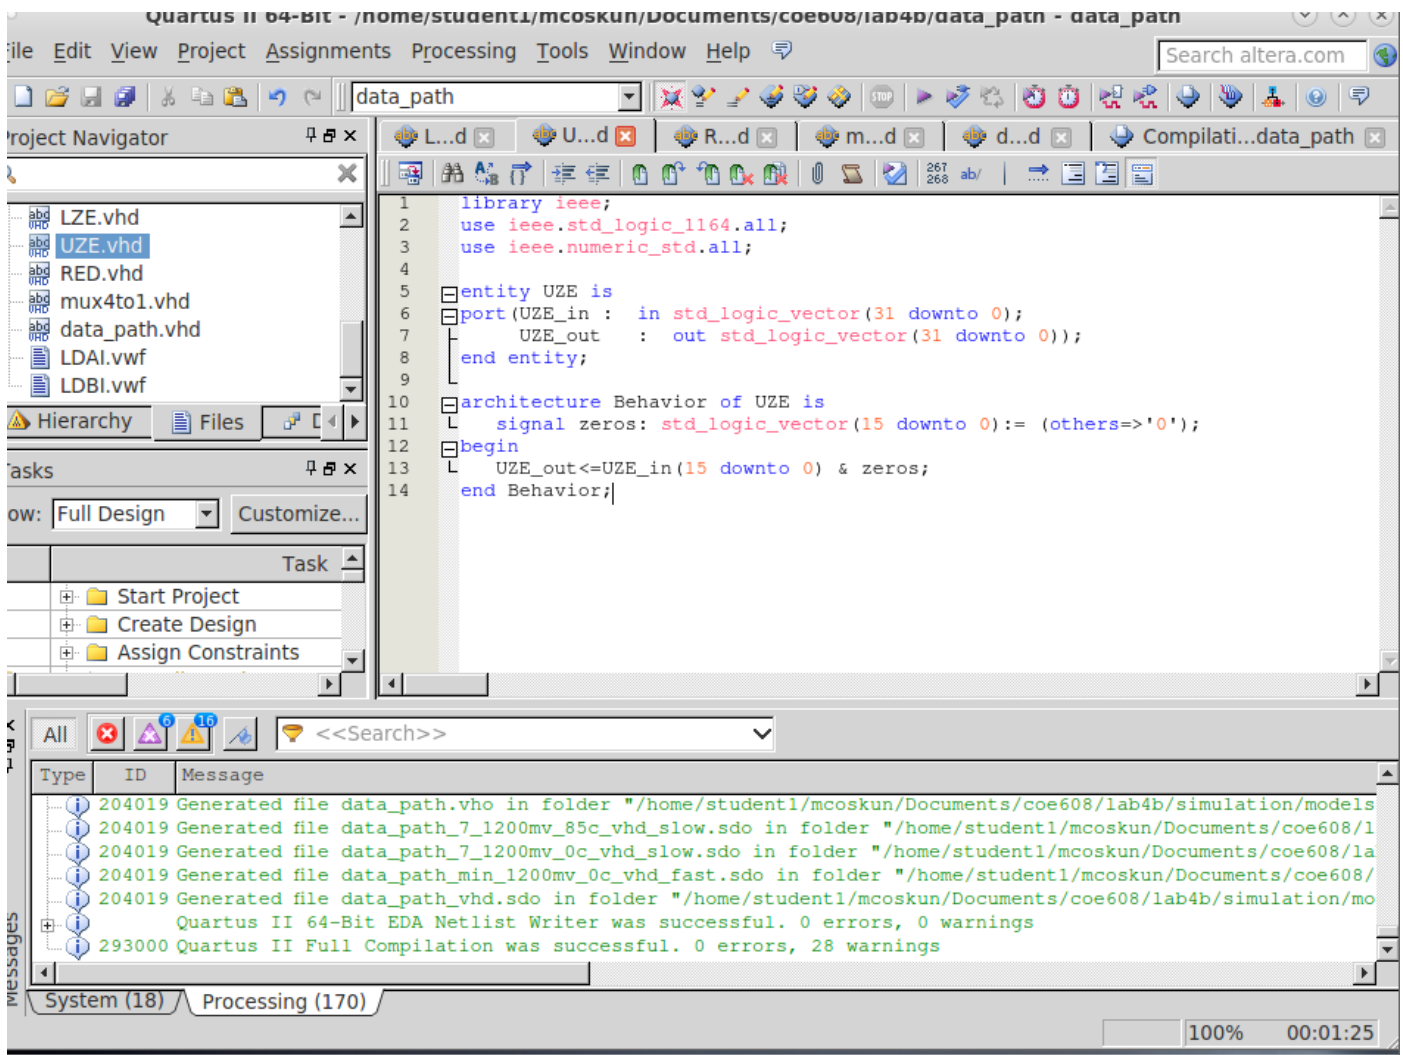 Quartus II 64-Bit - /home/student1/mcoskun/Documents/coe608/lab4b/data_path - data_path
File Edit View Project Assignments Processing Tools Window Help
Search altera.com
data_path
Project Navigator
L...d
U...d
R...d
m...d
d...d
Compilati...data_path
LZE.vhd
UZE.vhd
RED.vhd
mux4to1.vhd
data_path.vhd
LDAI.vwf
LDBI.vwf
Hierarchy
Files
Tasks
Full Design
Customize...
Task
Start Project
Create Design
Assign Constraints
267
268
ab/
1 library ieee;
2 use ieee.std_logic_1164.all;
3 use ieee.numeric_std.all;
4
5 entity UZE is
6 port(UZE_in : in std_logic_vector(31 downto 0);
7 UZE_out : out std_logic_vector(31 downto 0));
8 end entity;
9
10 architecture Behavior of UZE is
11 signal zeros: std_logic_vector(15 downto 0):= (others=>'0');
12 begin
13 UZE_out<=UZE_in(15 downto 0) & zeros;
14 end Behavior;
All
6
16
<<Search>>
Type ID Message
204019 Generated file data_path.vho in folder "/home/student1/mcoskun/Documents/coe608/lab4b/simulation/models
204019 Generated file data_path_7_1200mv_85c_vhd_slow.sdo in folder "/home/student1/mcoskun/Documents/coe608/l
204019 Generated file data_path_7_1200mv_0c_vhd_slow.sdo in folder "/home/student1/mcoskun/Documents/coe608/la
204019 Generated file data_path_min_1200mv_0c_vhd_fast.sdo in folder "/home/student1/mcoskun/Documents/coe608/
204019 Generated file data_path_vhd.sdo in folder "/home/student1/mcoskun/Documents/coe608/lab4b/simulation/mo
Quartus II 64-Bit EDA Netlist Writer was successful. 0 errors, 0 warnings
293000 Quartus II Full Compilation was successful. 0 errors, 28 warnings
Messages
System (18)
Processing (170)
100% 00:01:25